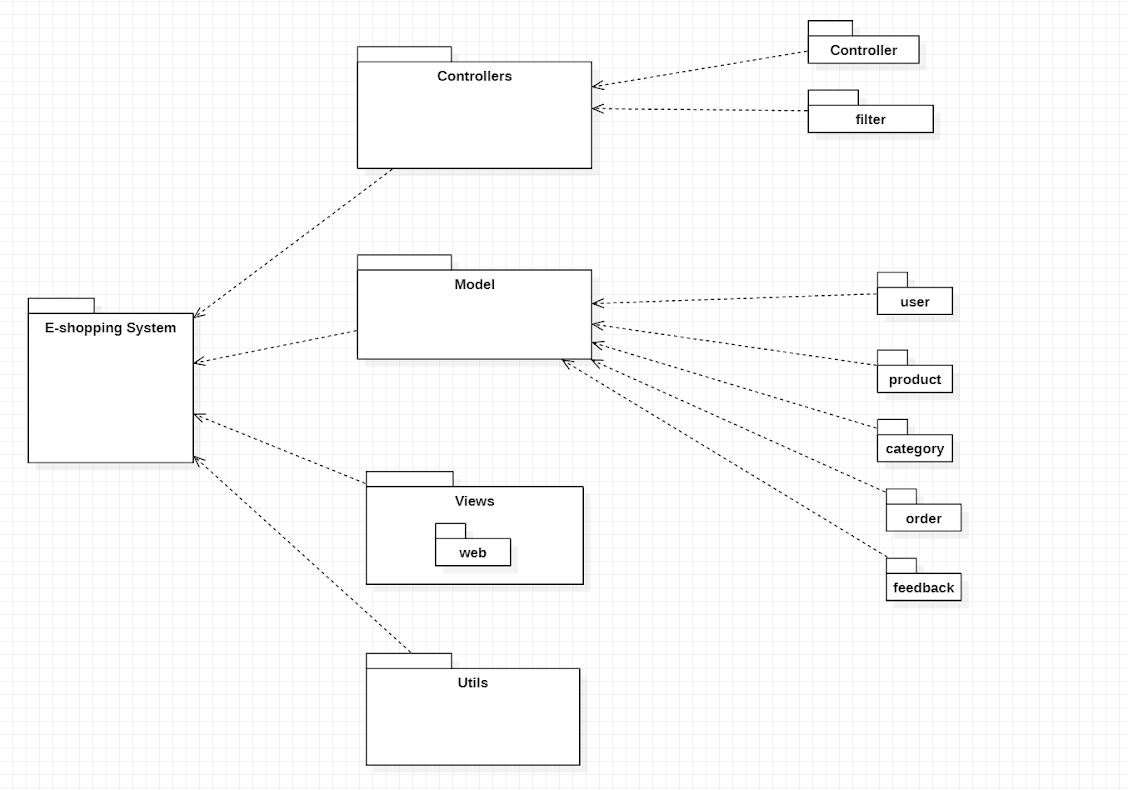 Controller
Controllers
filter
Model
user
E-shopping System
product
category
Views
order
web
feedback
Utils